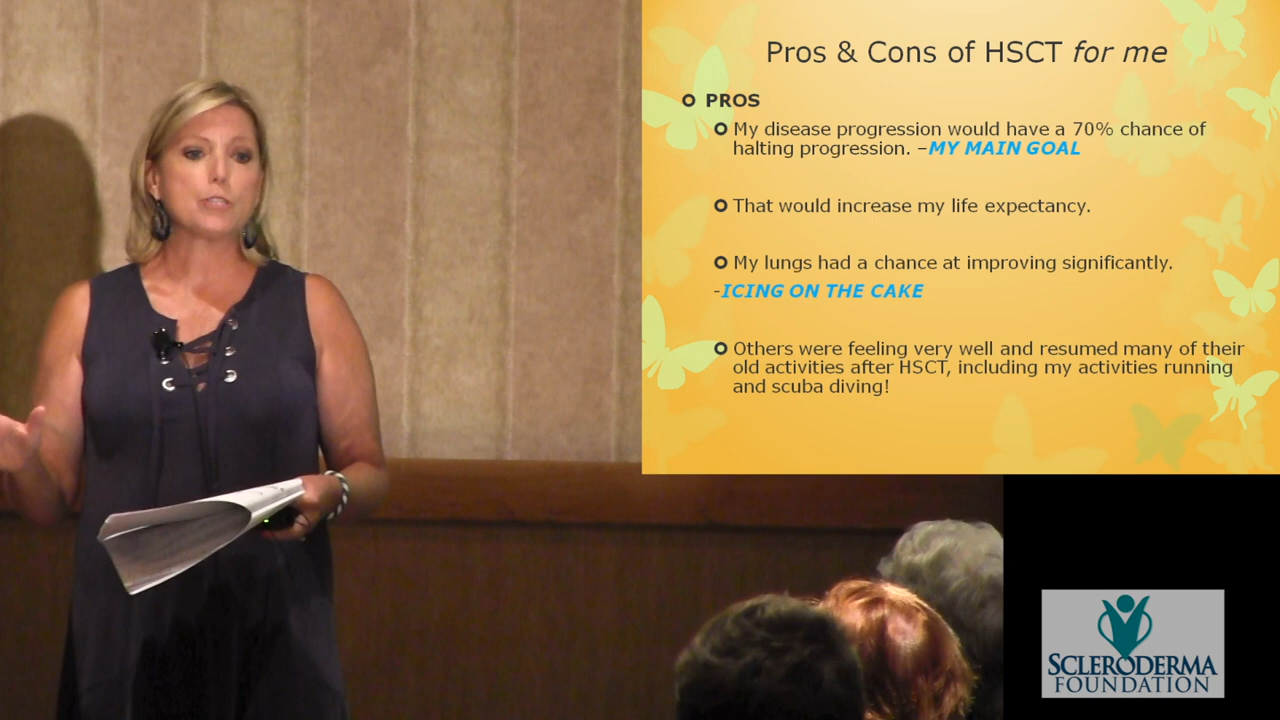 Pros & Cons of HSCT for me
PROS
My disease progression would have a 70% chance of
halting progression. –MY MAIN GOAL
That would increase my life expectancy.
My lungs had a chance at improving significantly.
-ICING ON THE CAKE
Others were feeling very well and resumed many of their
old activities after HSCT, including my activities running
and scuba diving!
SCLERODERMA
FOUNDATION